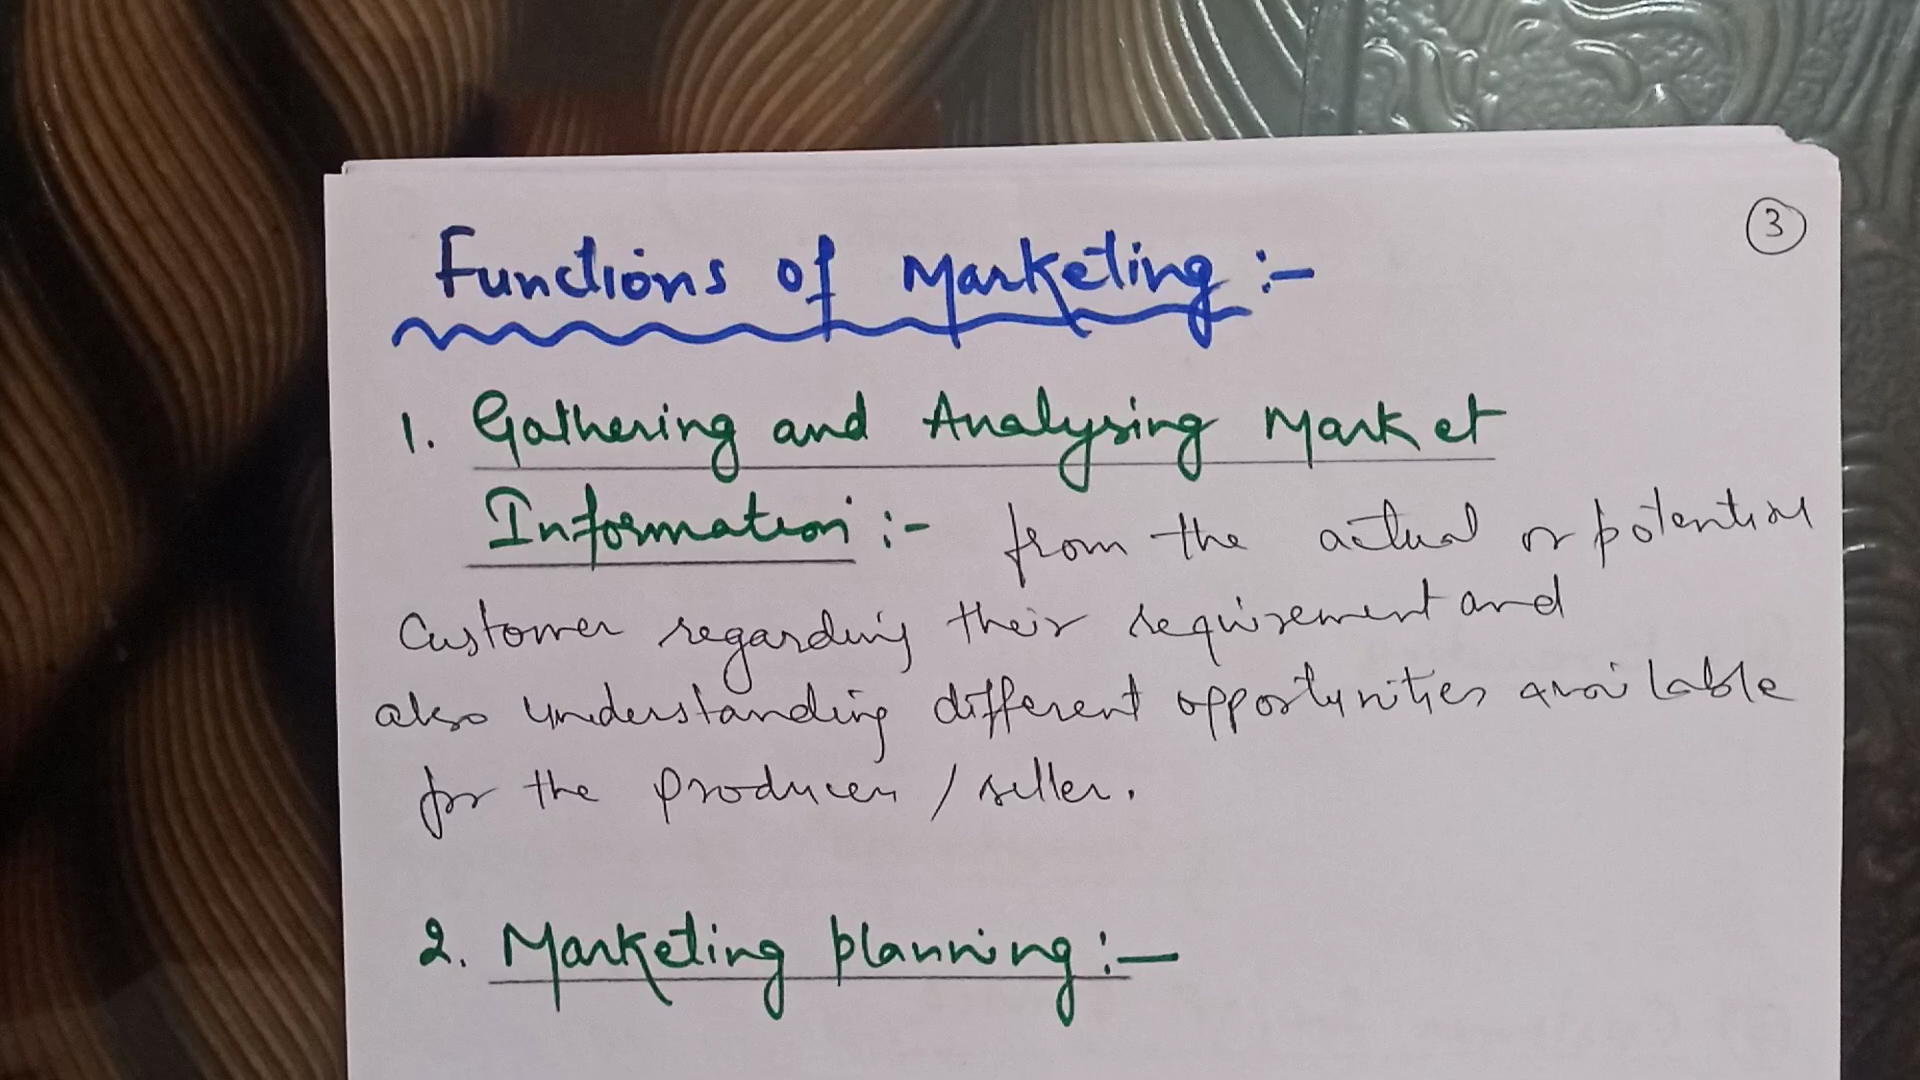 3
Functions of Marketing :-
1. Gathering and Analysing Market
Information :- from the actual or potential
Customer regarding their requirement and
also understanding different opportunities available
for the producer / seller.
2. Marketing planning :-